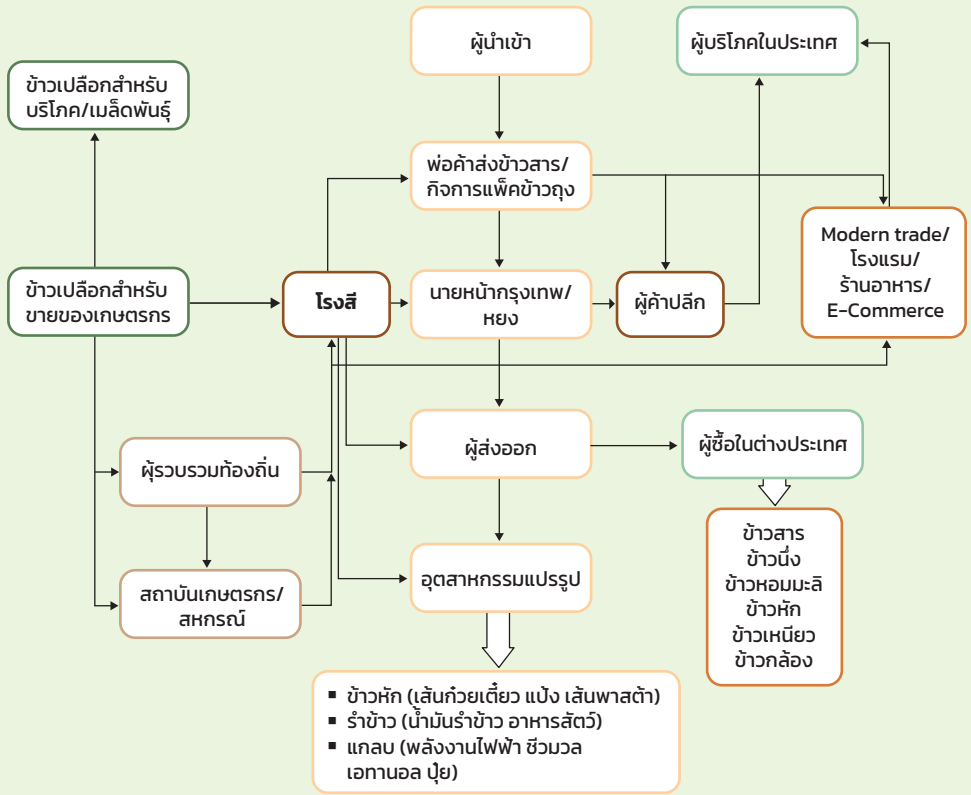 ผู้นำเข้า
ผู้บริโภคในประเทศ
ข้าวเปลือกสำหรับ
บริโภค/เมล็ดพันธุ์
พ่อค้าส่งข้าวสาร/
กิจการแพ็คข้าวถุง
Modern trade/
โรงแรม/
ร้านอาหาร/
E-Commerce
ข้าวเปลือกสำหรับ
ขายของเกษตรกร
โรงสี
นายหน้ากรุงเทพ/
หยง
ผู้ค้าปลีก
ผู้รวบรวมท้องถิ่น
ผู้ส่งออก
ผู้ซื้อในต่างประเทศ
สถาบันเกษตรกร/
สหกรณ์
อุตสาหกรรมแปรรูป
ข้าวสาร
ข้าวนึ่ง
ข้าวหอมมะลิ
ข้าวหัก
ข้าวเหนียว
ข้าวกล้อง
▪ ข้าวหัก (เส้นก๋วยเตี๋ยว แป้ง เส้นพาสต้า)
▪ รำข้าว (น้ำมันรำข้าว อาหารสัตว์)
▪ แกลบ (พลังงานไฟฟ้า ชีวมวล
เอทานอล ปุ๋ย)